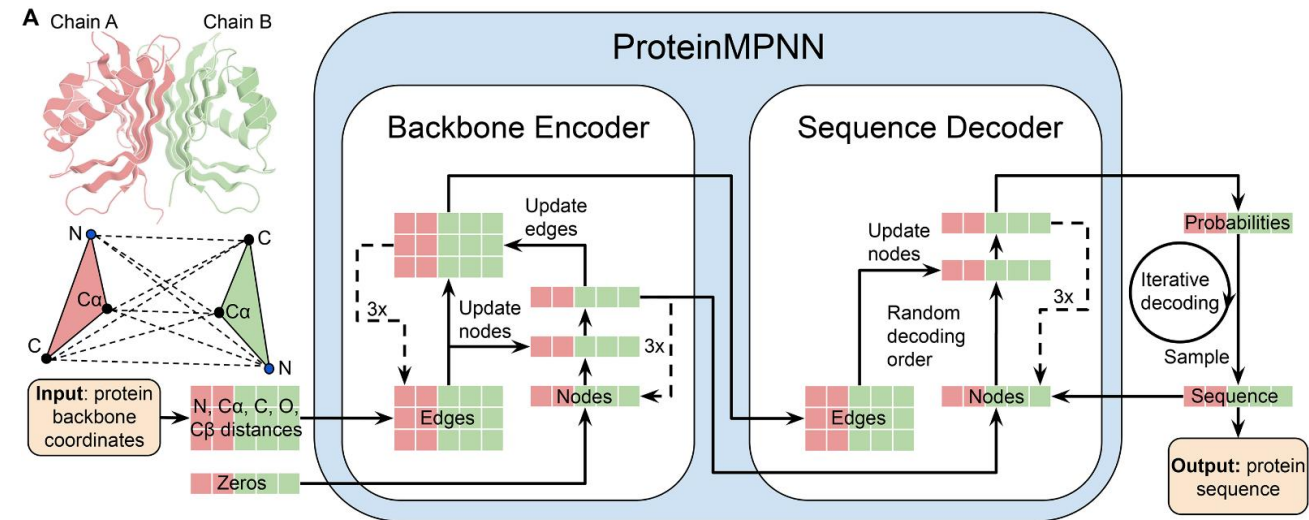 A
Chain A
Chain B
N
C
Cα
Cα
C
N
Input: protein
backbone
coordinates
N, Cα, C, O,
Cβ distances
Zeros
ProteinMPNN
Backbone Encoder
Update
edges
3x
Update
nodes
3x
Edges
Nodes
Sequence Decoder
Update
nodes
3x
Random
decoding
order
Edges
Nodes
Probabilities
Iterative
decoding
Sample
Sequence
Output: protein
sequence